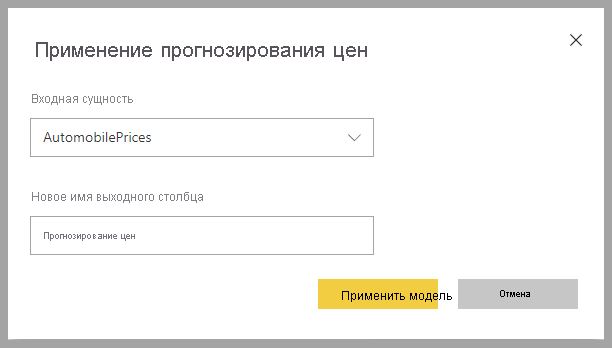 Применение прогнозирования цен
Входная сущность
AutomobilePrices
Новое имя выходного столбца
Прогнозирование цен
Применить модель
Отмена